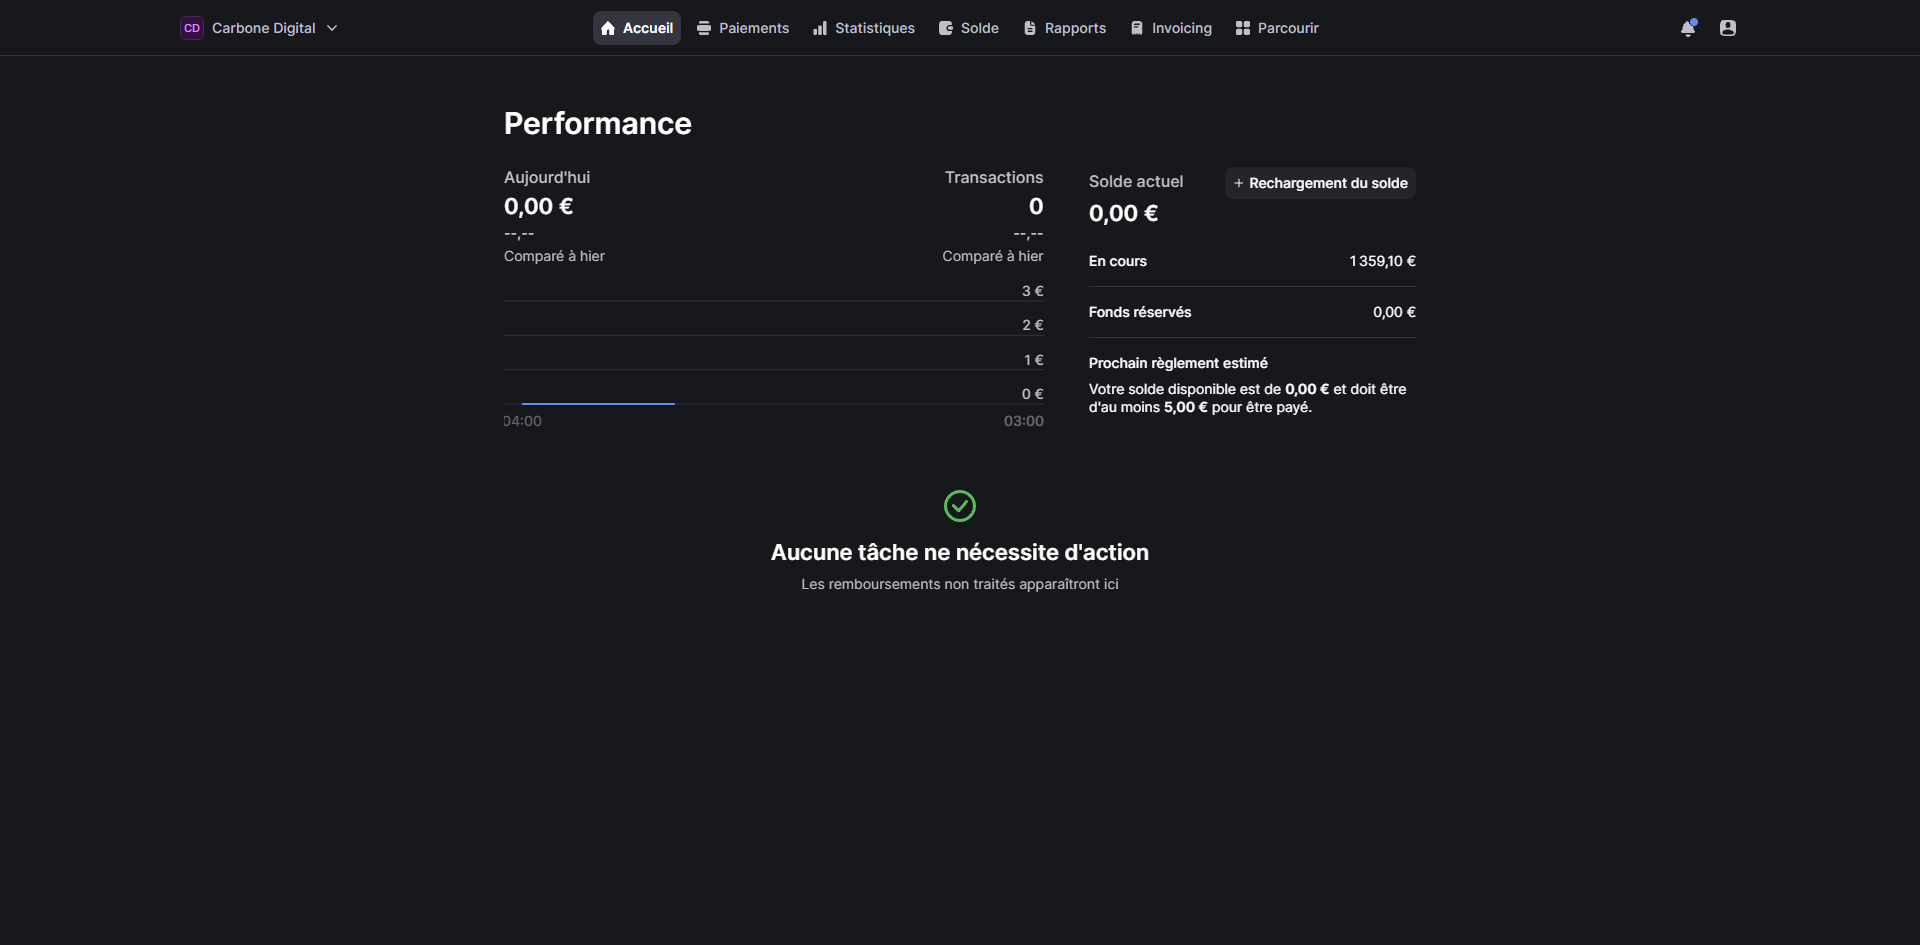 CD Carbone Digital
Accueil Paiements Statistiques Solde Rapports Invoicing Parcourir
Performance
Aujourd'hui
0,00 €
--,--
Comparé à hier
Transactions
0
--,--
Comparé à hier
3 €
2 €
1 €
0 €
04:00 03:00
Solde actuel
+ Rechargement du solde
0,00 €
En cours 1 359,10 €
Fonds réservés 0,00 €
Prochain règlement estimé
Votre solde disponible est de 0,00 € et doit être
d'au moins 5,00 € pour être payé.
Aucune tâche ne nécessite d'action
Les remboursements non traités apparaîtront ici